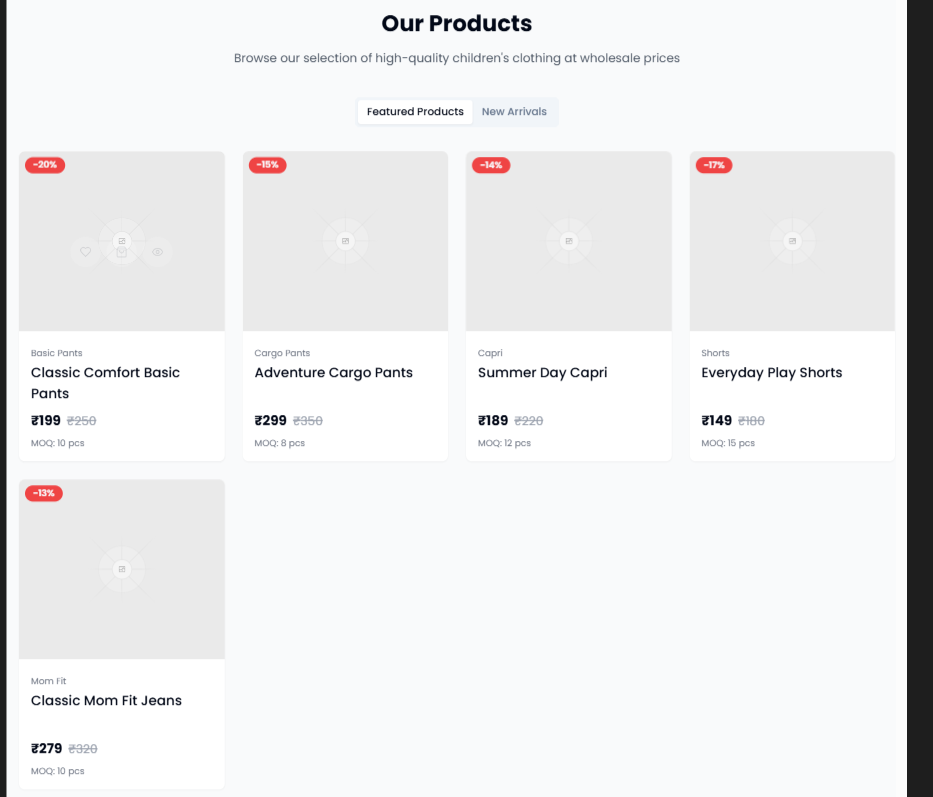 Our Products
Browse our selection of high-quality children's clothing at wholesale prices
Featured Products
New Arrivals
-20%
Basic Pants
Classic Comfort Basic
Pants
₹199 ₹250
MOQ: 10 pcs
-15%
Cargo Pants
Adventure Cargo Pants
₹299 ₹350
MOQ: 8 pcs
-14%
Capri
Summer Day Capri
₹189 ₹220
MOQ: 12 pcs
-17%
Shorts
Everyday Play Shorts
₹149 ₹180
MOQ: 15 pcs
-13%
Mom Fit
Classic Mom Fit Jeans
₹279 ₹320
MOQ: 10 pcs